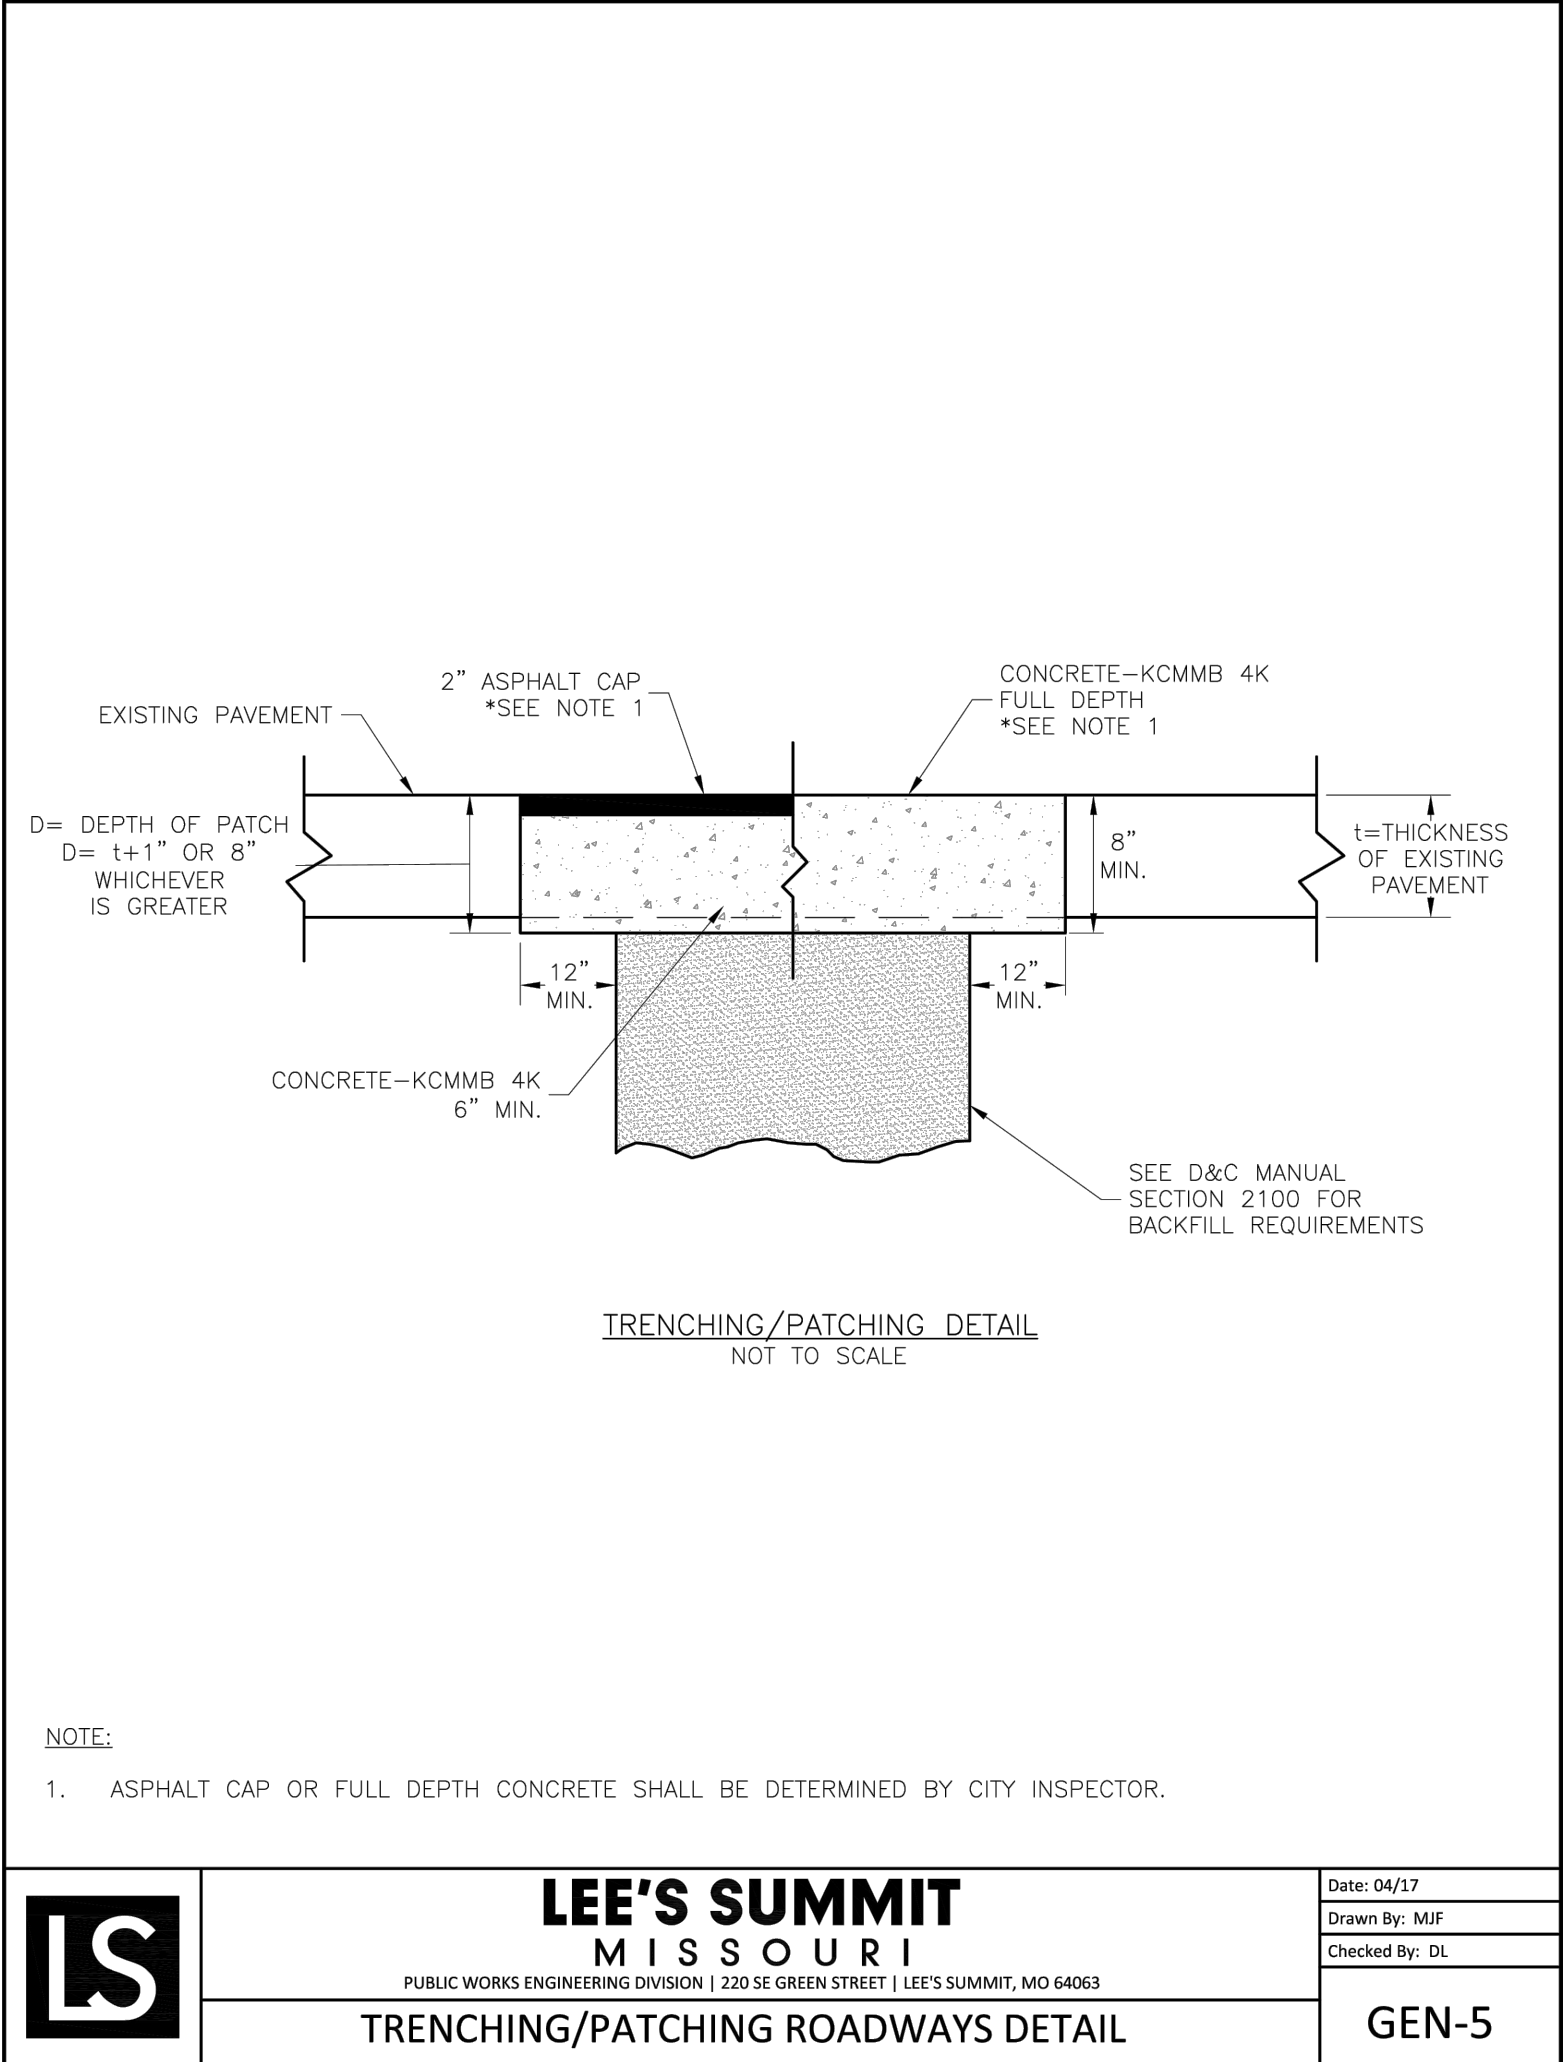 2” ASPHALT CAP
*SEE NOTE 1
CONCRETE-KCMMB 4K
FULL DEPTH
*SEE NOTE 1
EXISTING PAVEMENT
D= DEPTH OF PATCH
D= t+1” OR 8”
WHICHEVER
IS GREATER
8”
MIN.
t=THICKNESS
OF EXISTING
PAVEMENT
12”
MIN.
12”
MIN.
CONCRETE-KCMMB 4K
6” MIN.
SEE D&C MANUAL
SECTION 2100 FOR
BACKFILL REQUIREMENTS
TRENCHING/PATCHING DETAIL
NOT TO SCALE
NOTE:
1. ASPHALT CAP OR FULL DEPTH CONCRETE SHALL BE DETERMINED BY CITY INSPECTOR.
LS
LEE'S SUMMIT
MISSOURI
PUBLIC WORKS ENGINEERING DIVISION | 220 SE GREEN STREET | LEE'S SUMMIT, MO 64063
TRENCHING/PATCHING ROADWAYS DETAIL
Date: 04/17
Drawn By: MJF
Checked By: DL
GEN-5